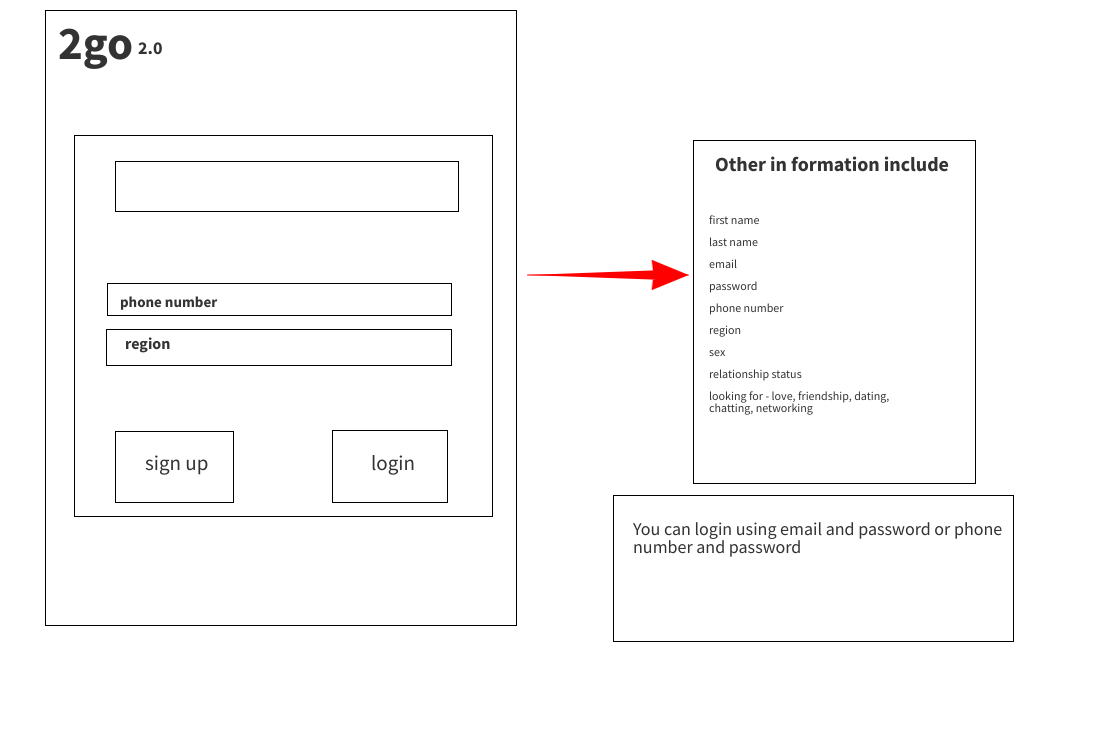 2go 2.0
phone number
region
sign up
login
Other in formation include
first name
last name
email
password
phone number
region
sex
relationship status
looking for - love, friendship, dating,
chatting, networking
You can login using email and password or phone
number and password